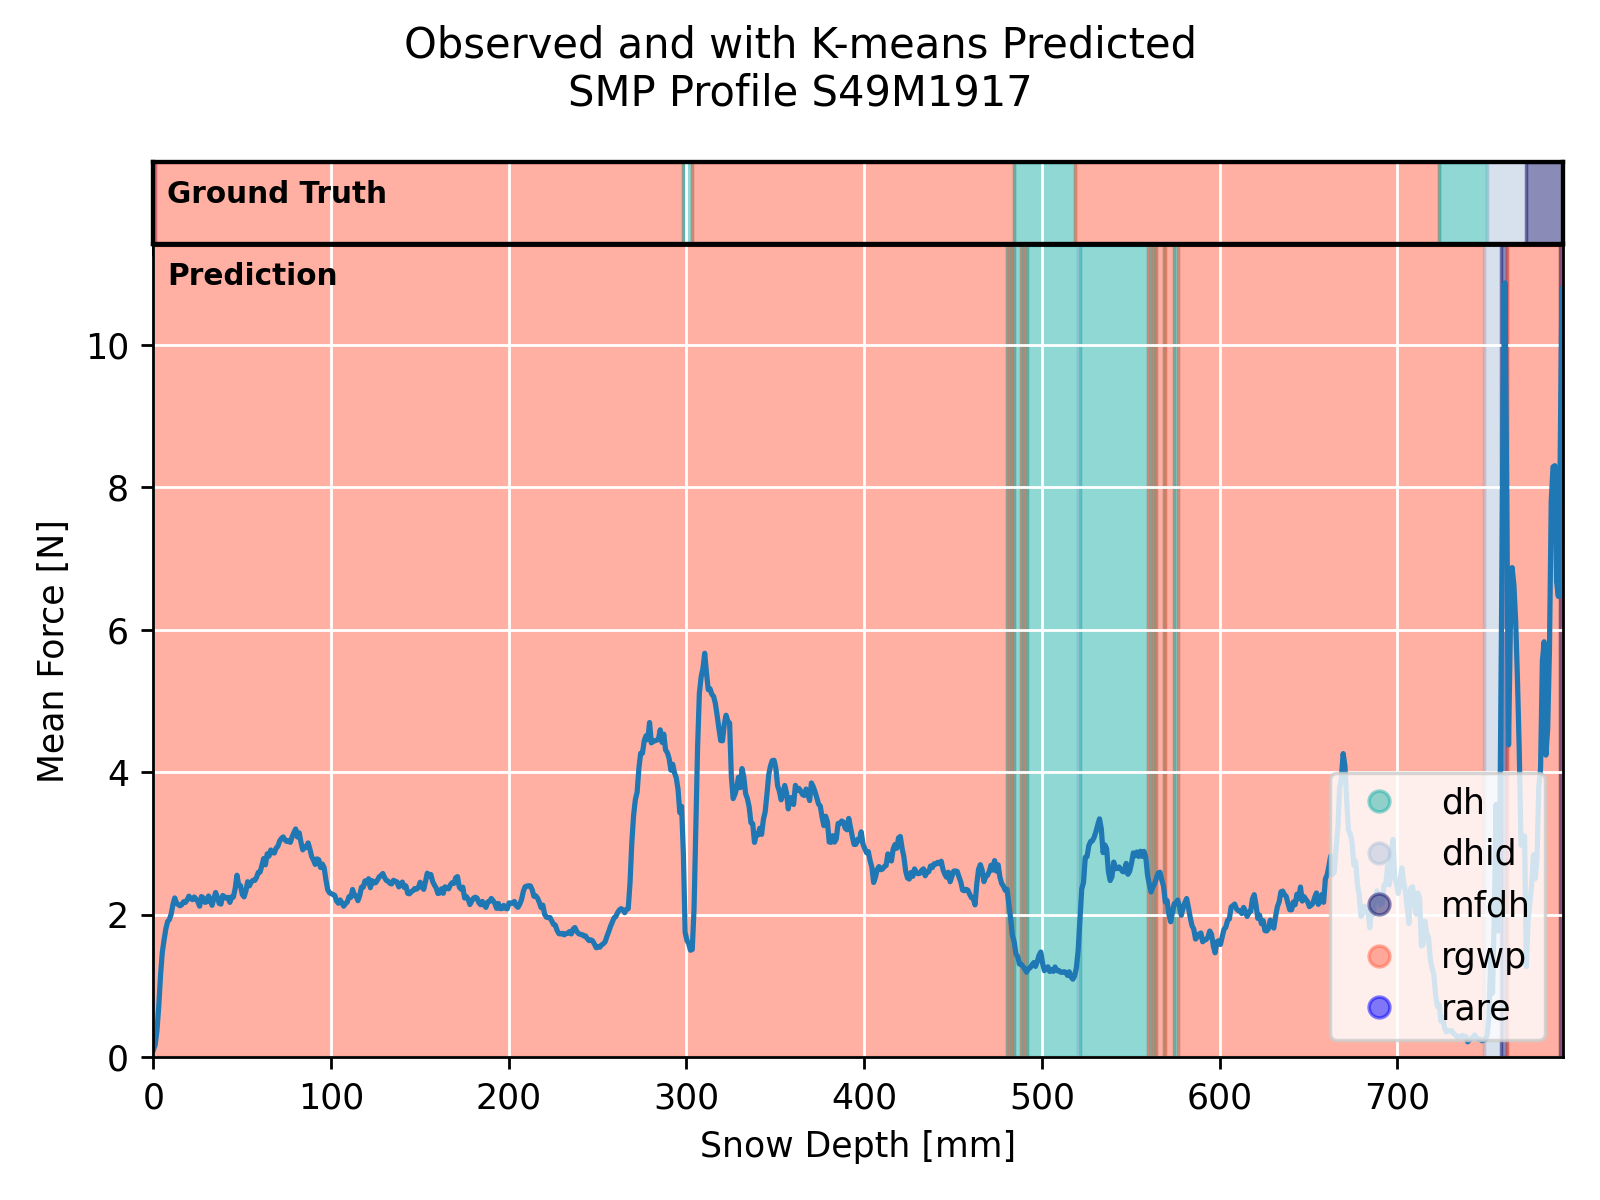 Observed and with K-means Predicted
SMP Profile S49M1917
Ground Truth
Prediction
10
8
6
4
2
0
Mean Force [N]
dh
dhid
mfdh
rgwp
rare
0 100 200 300 400 500 600 700
Snow Depth [mm]